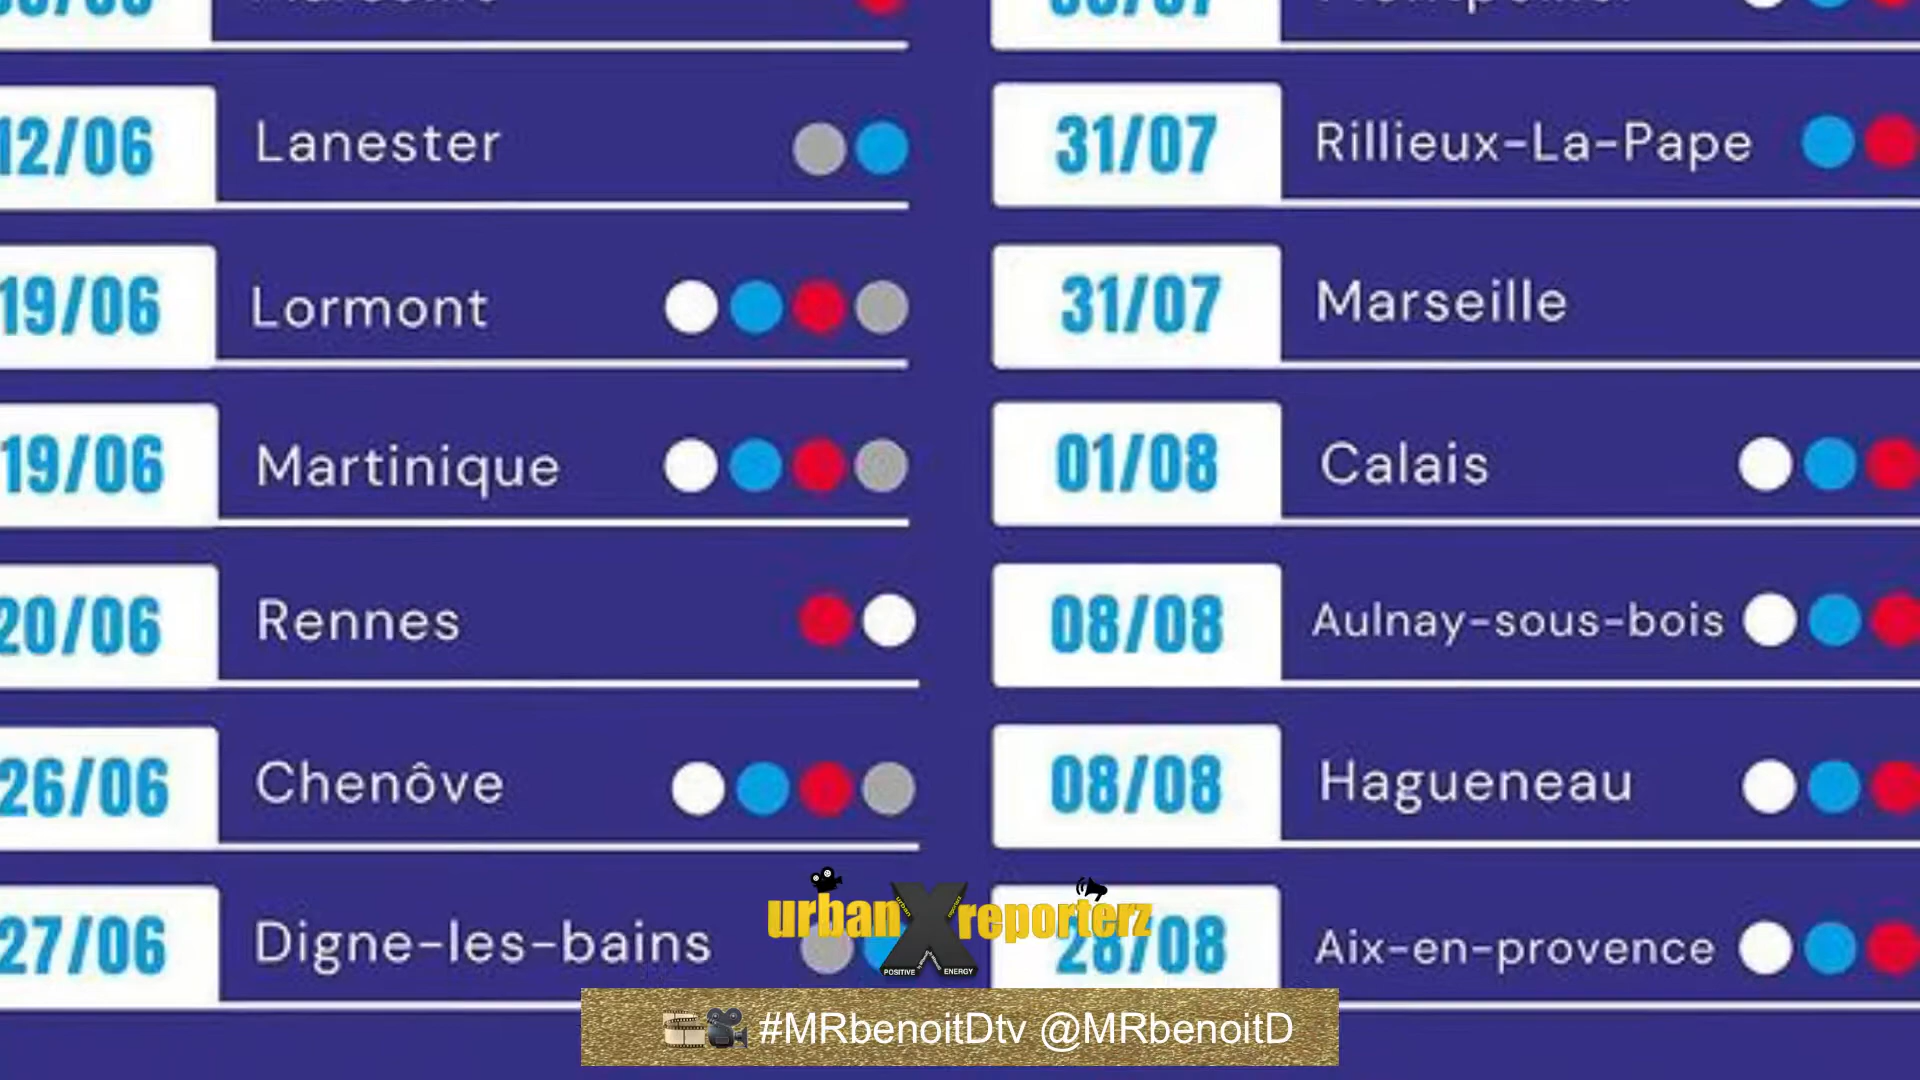 12/06 Lanester
19/06 Lormont
19/06 Martinique
20/06 Rennes
26/06 Chenôve
27/06 Digne-les-bains
31/07 Rillieux-La-Pape
31/07 Marseille
01/08 Calais
08/08 Aulnay-sous-bois
08/08 Hagueneau
28/08 Aix-en-provence
urban X reporterz
POSITIVE ENERGY
#MRbenoitDtv @MRbenoitD